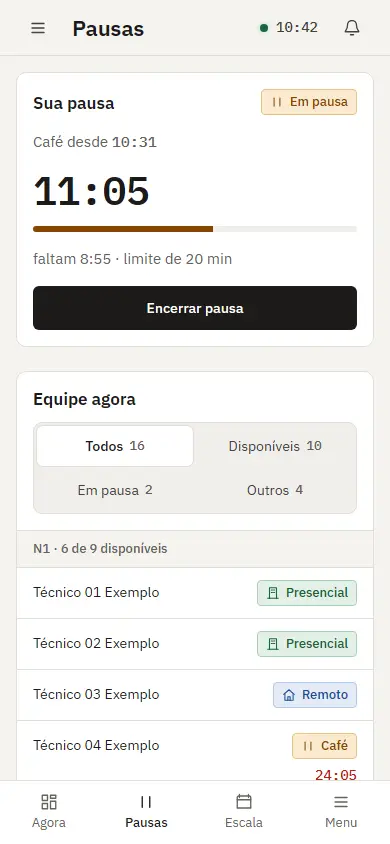 Pausas
10:42
Sua pausa
Em pausa
Café desde 10:31
11:05
faltam 8:55 · limite de 20 min
Encerrar pausa
Equipe agora
Todos 16
Disponíveis 10
Em pausa 2
Outros 4
N1 · 6 de 9 disponíveis
Técnico 01 Exemplo
Presencial
Técnico 02 Exemplo
Presencial
Técnico 03 Exemplo
Remoto
Técnico 04 Exemplo
Café
24:05
Agora
Pausas
Escala
Menu